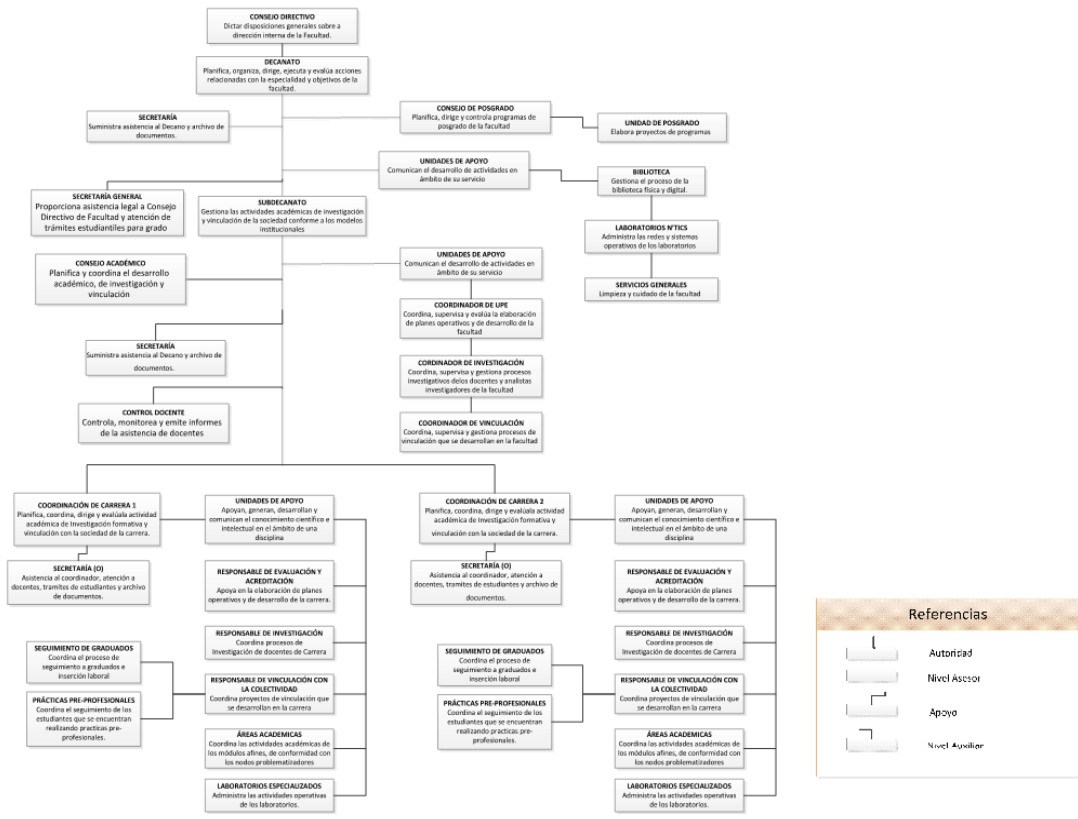 CONSEJO DIRECTIVO
Dictar disposiciones generales sobre a
dirección interna de la Facultad.
DECANATO
Planifica, organiza, dirige, ejecuta y evalúa acciones
relacionadas con la especialidad y objetivos de la
facultad.
SECRETARÍA
Suministra asistencia al Decano y archivo de
documentos.
CONSEJO DE POSGRADO
Planifica, dirige y controla programas de
posgrado de la facultad
UNIDAD DE POSGRADO
Elabora proyectos de programas
UNIDADES DE APOYO
Comunican el desarrollo de actividades en
ámbito de su servicio
BIBLIOTECA
Gestiona el proceso de la
biblioteca física y digital.
SECRETARÍA GENERAL
Proporciona asistencia legal a Consejo
Directivo de Facultad y atención de
trámites estudiantiles para grado
SUBDECANATO
Gestiona las actividades académicas de investigación
y vinculación de la sociedad conforme a los modelos
institucionales
LABORATORIOS N'TICS
Administra las redes y sistemas
operativos de los laboratorios
CONSEJO ACADÉMICO
Planifica y coordina el desarrollo
académico, de investigación y
vinculación
UNIDADES DE APOYO
Comunican el desarrollo de actividades en
ámbito de su servicio
SERVICIOS GENERALES
Limpieza y cuidado de la facultad
COORDINADOR DE UPE
Coordina, supervisa y evalúa la elaboración
de planes operativos y de desarrollo de la
facultad
SECRETARÍA
Suministra asistencia al Decano y archivo de
documentos.
CORDINADOR DE INVESTIGACIÓN
Coordina, supervisa y gestiona procesos
investigativos delos docentes y analistas
investigadores de la facultad
CONTROL DOCENTE
Controla, monitorea y emite informes
de la asistencia de docentes
COORDINADOR DE VINCULACIÓN
Coordina, supervisa y gestiona procesos de
vinculación que se desarrollan en la facultad
COORDINACIÓN DE CARRERA 1
Planifica, coordina, dirige y evalúala actividad
académica de Investigación formativa y
vinculación con la sociedad de la carrera.
UNIDADES DE APOYO
Apoyan, generan, desarrollan y
comunican el conocimiento científico e
intelectual en el ámbito de una
disciplina
SECRETARÍA (O)
Asistencia al coordinador, atención a
docentes, tramites de estudiantes y archivo
de documentos.
RESPONSABLE DE EVALUACIÓN Y
ACREDITACIÓN
Apoya en la elaboración de planes
operativos y de desarrollo de la carrera.
RESPONSABLE DE INVESTIGACIÓN
Coordina procesos de
Investigación de docentes de Carrera
SEGUIMIENTO DE GRADUADOS
Coordina el proceso de
seguimiento a graduados e
inserción laboral
RESPONSABLE DE VINCULACIÓN CON
LA COLECTIVIDAD
Coordina proyectos de vinculación que
se desarrollan en la carrera
PRÁCTICAS PRE-PROFESIONALES
Coordina el seguimiento de los
estudiantes que se encuentran
realizando practicas pre-
profesionales.
ÁREAS ACADEMICAS
Coordina las actividades académicas de
los módulos afines, de conformidad con
los nodos problematizadores
LABORATORIOS ESPECIALIZADOS
Administra las actividades operativas
de los laboratorios.
COORDINACIÓN DE CARRERA 2
Planifica, coordina, dirige y evalúala actividad
académica de Investigación formativa y
vinculación con la sociedad de la carrera.
UNIDADES DE APOYO
Apoyan, generan, desarrollan y
comunican el conocimiento científico e
intelectual en el ámbito de una
disciplina
SECRETARÍA (O)
Asistencia al coordinador, atención a
docentes, tramites de estudiantes y archivo de
documentos.
RESPONSABLE DE EVALUACIÓN Y
ACREDITACIÓN
Apoya en la elaboración de planes
operativos y de desarrollo de la carrera.
RESPONSABLE DE INVESTIGACIÓN
Coordina procesos de
Investigación de docentes de Carrera
SEGUIMIENTO DE GRADUADOS
Coordina el proceso de
seguimiento a graduados e
inserción laboral
RESPONSABLE DE VINCULACIÓN CON
LA COLECTIVIDAD
Coordina proyectos de vinculación que
se desarrollan en la carrera
PRÁCTICAS PRE-PROFESIONALES
Coordina el seguimiento de los
estudiantes que se encuentran
realizando practicas pre-
profesionales.
ÁREAS ACADEMICAS
Coordina las actividades académicas de
los módulos afines, de conformidad con
los nodos problematizadores
LABORATORIOS ESPECIALIZADOS
Administra las actividades operativas
de los laboratorios.
Referencias
Autoridad
Nivel Asesor
Apoyo
Nivel Auxiliar